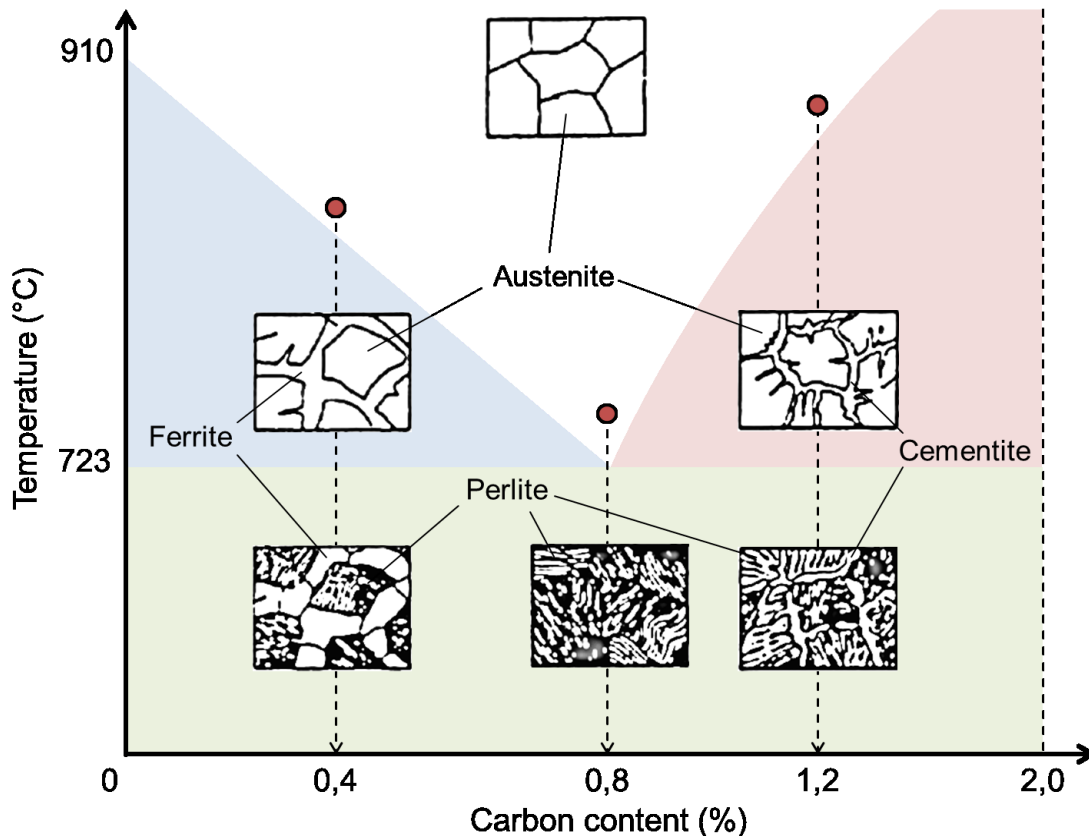 910
Austenite
Temperature (°C)
Ferrite
723
Cementite
Perlite
0
0,4
0,8
1,2
2,0
Carbon content (%)